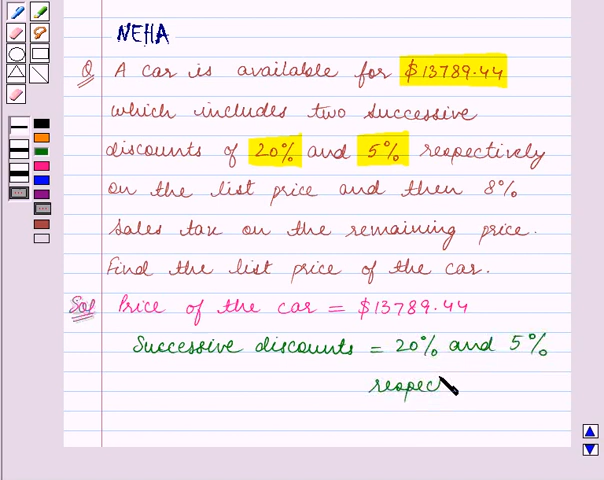 NEHA
Q A car is available for $13789.44
which includes two successive
discounts of 20% and 5% respectively
on the list price and then 8%
sales tax on the remaining price.
Find the list price of the car.
Sol Price of the car = $13789.44
Successive discounts = 20% and 5%
respec